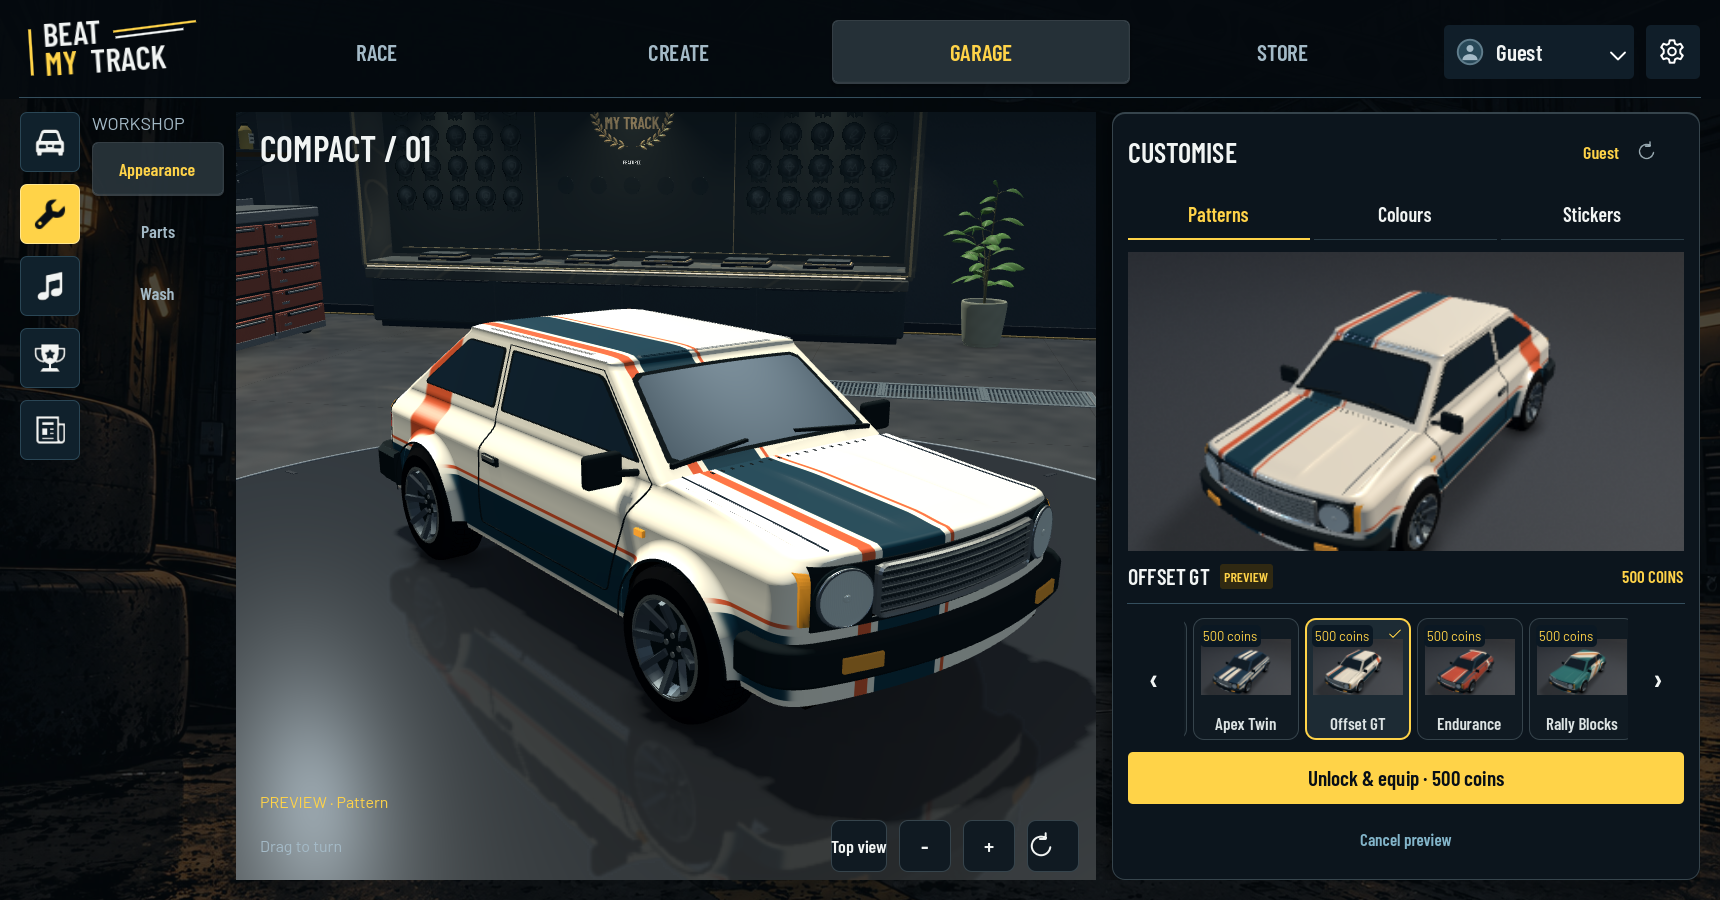 BEAT
MY TRACK
RACE
CREATE
GARAGE
STORE
Guest
WORKSHOP
Appearance
Parts
Wash
COMPACT / 01
MY TRACK
PREVIEW · Pattern
Drag to turn
Top view
-
+
CUSTOMISE
Guest
Patterns
Colours
Stickers
OFFSET GT
PREVIEW
500 COINS
500 coins
500 coins
500 coins
500 coins
‹
Apex Twin
Offset GT
Endurance
Rally Blocks
›
Unlock & equip · 500 coins
Cancel preview